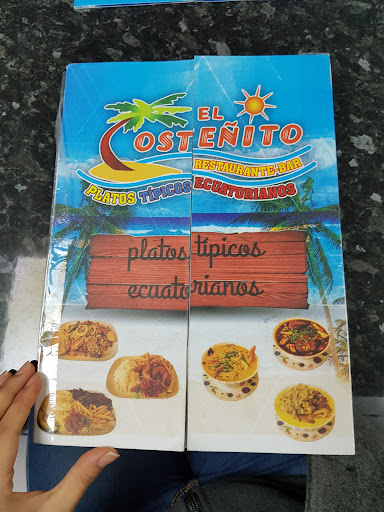 EL
COSTEÑITO
RESTAURANTE-BAR
PLATOS TÍPICOS ECUATORIANOS
platos típicos
ecuatorianos